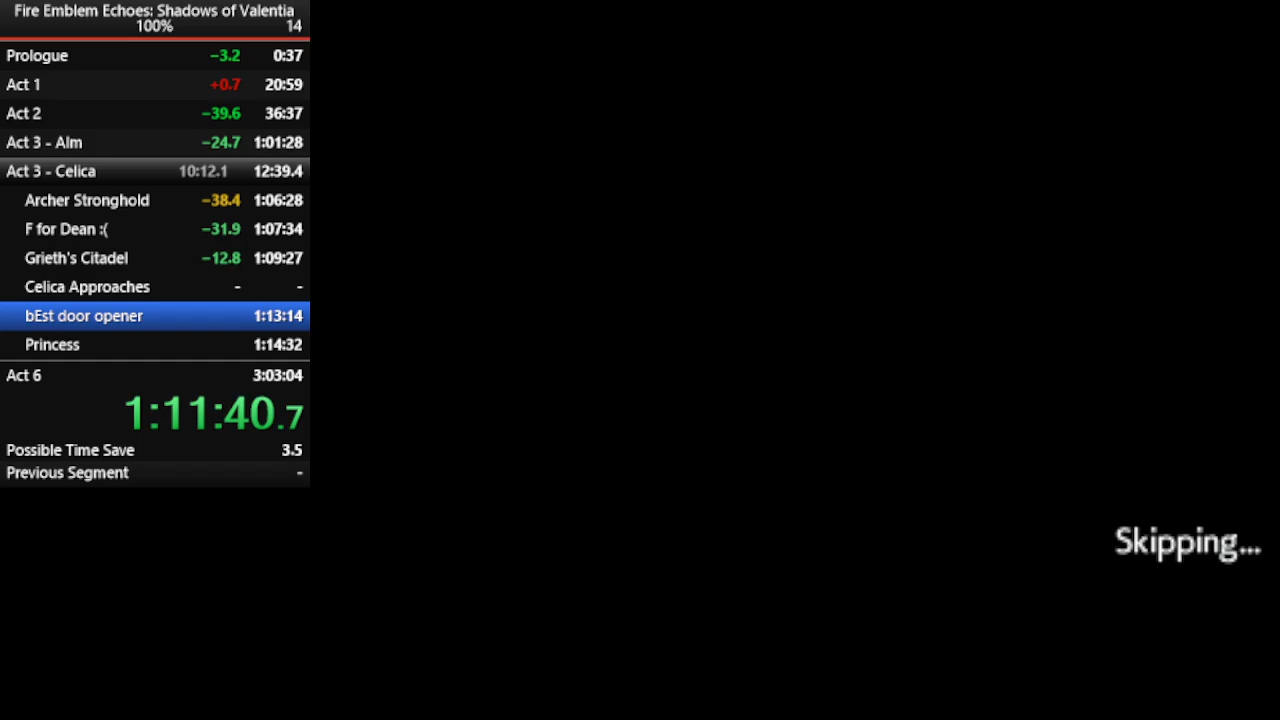 Fire Emblem Echoes: Shadows of Valentia
100% 14
Prologue −3.2 0:37
Act 1 +0.7 20:59
Act 2 −39.6 36:37
Act 3 - Alm −24.7 1:01:28
Act 3 - Celica 10:12.1 12:39.4
Archer Stronghold −38.4 1:06:28
F for Dean :( −31.9 1:07:34
Grieth's Citadel −12.8 1:09:27
Celica Approaches - -
bEst door opener 1:13:14
Princess 1:14:32
Act 6 3:03:04
1:11:40.7
Possible Time Save 3.5
Previous Segment -
Skipping...